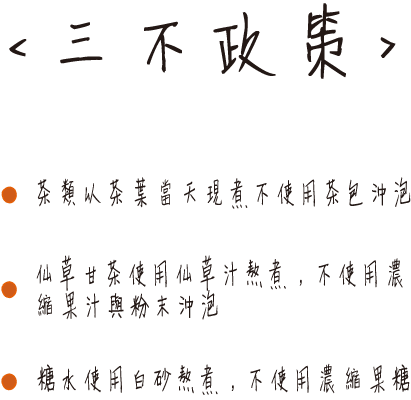 <三不政策>
茶類以茶葉當天現煮不使用茶包沖泡
仙草甘茶使用仙草汁熬煮，不使用濃
縮果汁與粉末沖泡
糖水使用白砂熬煮，不使用濃縮果糖